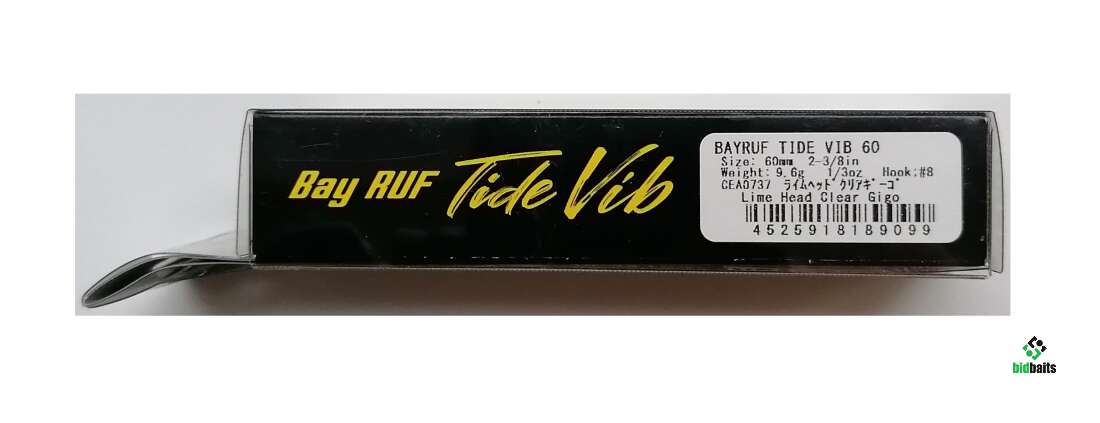 Bay RUF Tide Vib
BAYRUF TIDE VIB 60
Size: 60mm 2-3/8in
Weight: 9.6g 1/3oz Hook:#8
CEA0737 ﾗｲﾑﾍｯﾄﾞｸﾘｱｷﾞｰｺﾞ
Lime Head Clear Gigo
4525918189099
bidbaits